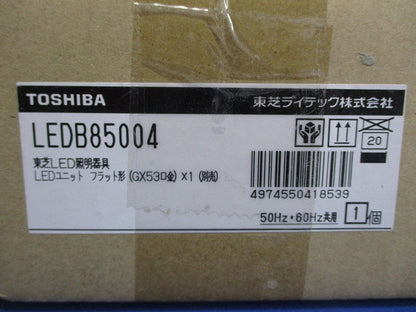 TOSHIBA
東芝ライテック株式会社
LEDB85004
東芝LED照明器具
LEDユニット フラット形 (GX53口金) ×1 (別売)
20
4974550418539
50Hz・60Hz共用
1個